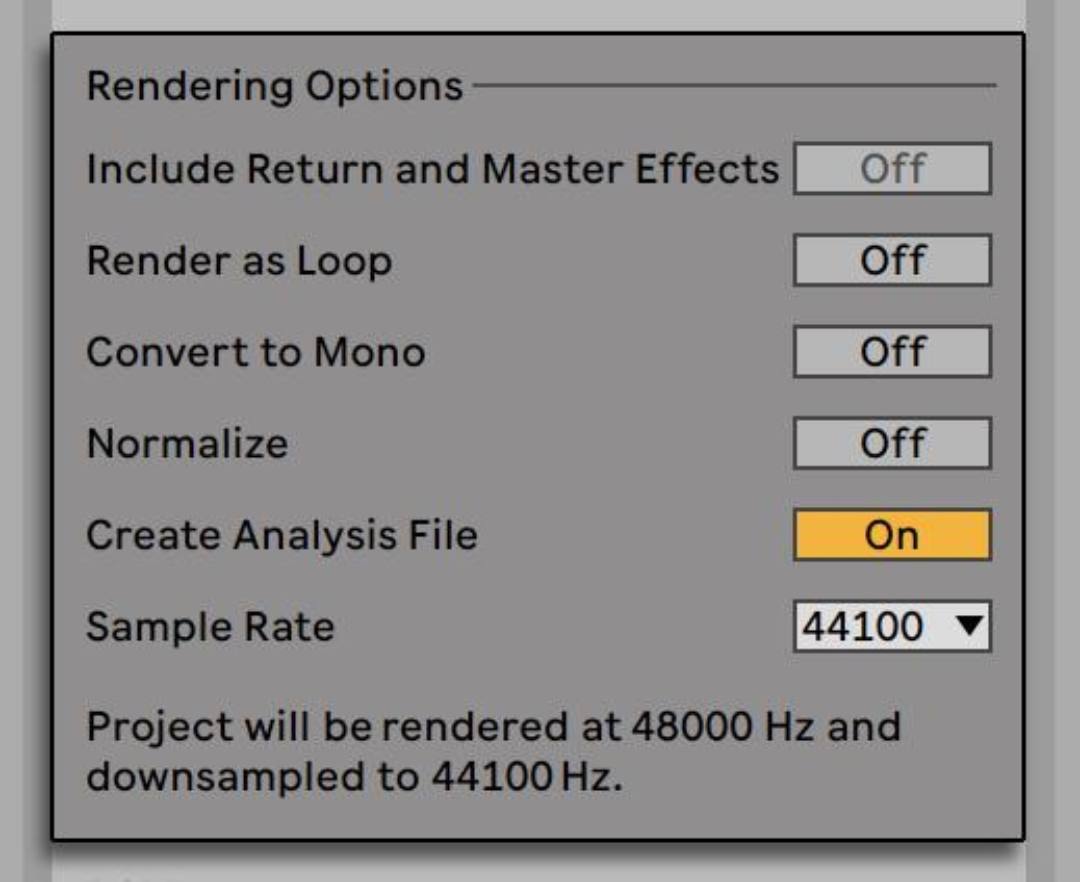 Rendering Options
Include Return and Master Effects Off
Render as Loop Off
Convert to Mono Off
Normalize Off
Create Analysis File On
Sample Rate 44100
Project will be rendered at 48000 Hz and
downsampled to 44100 Hz.